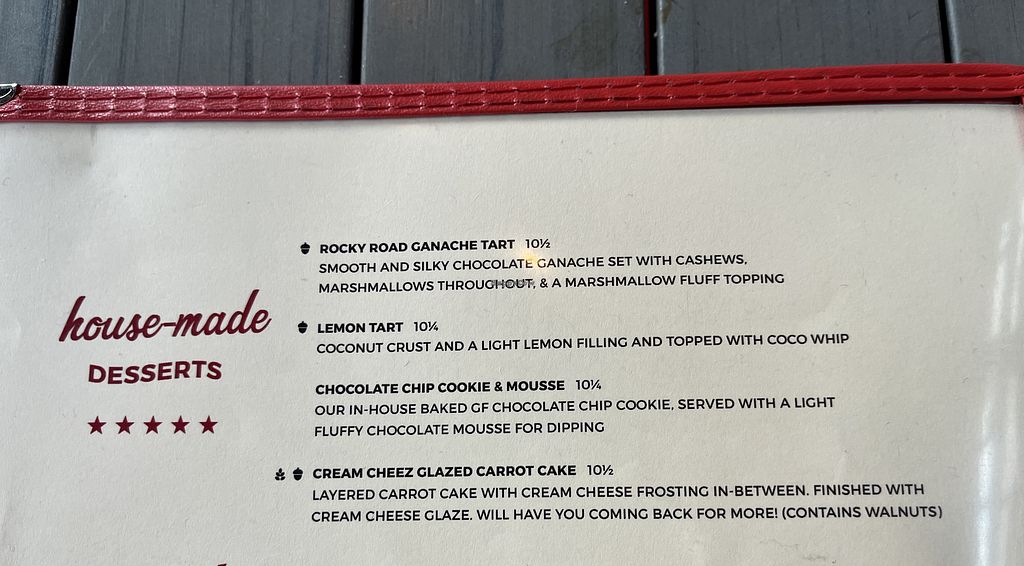 house-made
DESSERTS
ROCKY ROAD GANACHE TART 10½
SMOOTH AND SILKY CHOCOLATE GANACHE SET WITH CASHEWS,
MARSHMALLOWS THROUGHOUT, & A MARSHMALLOW FLUFF TOPPING
LEMON TART 10¼
COCONUT CRUST AND A LIGHT LEMON FILLING AND TOPPED WITH COCO WHIP
CHOCOLATE CHIP COOKIE & MOUSSE 10¼
OUR IN-HOUSE BAKED GF CHOCOLATE CHIP COOKIE, SERVED WITH A LIGHT
FLUFFY CHOCOLATE MOUSSE FOR DIPPING
CREAM CHEEZ GLAZED CARROT CAKE 10½
LAYERED CARROT CAKE WITH CREAM CHEESE FROSTING IN-BETWEEN. FINISHED WITH
CREAM CHEESE GLAZE. WILL HAVE YOU COMING BACK FOR MORE! (CONTAINS WALNUTS)